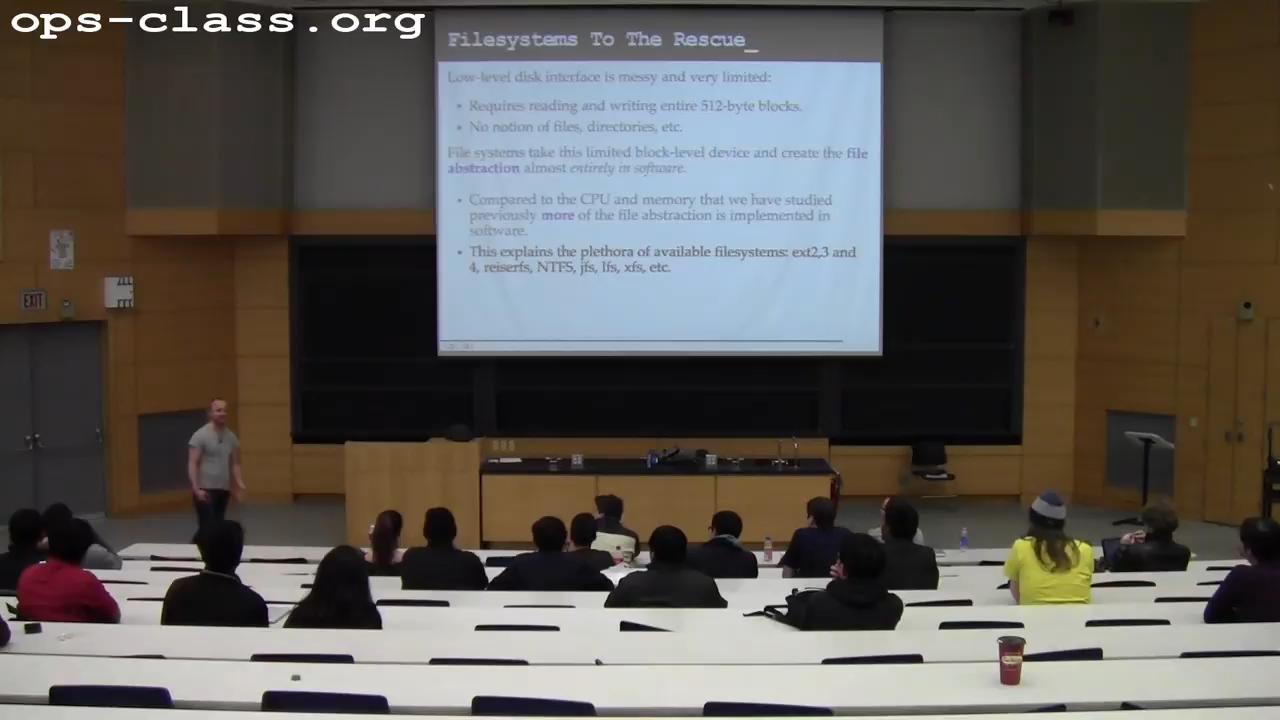 ops-class.org
Filesystems To The Rescue_
Low-level disk interface is messy and very limited:
• Requires reading and writing entire 512-byte blocks.
• No notion of files, directories, etc.
File systems take this limited block-level device and create the file
abstraction almost entirely in software.
• Compared to the CPU and memory that we have studied
previously more of the file abstraction is implemented in
software.
• This explains the plethora of available filesystems: ext2,3 and
4, reiserfs, NTFS, jfs, lfs, xfs, etc.
EXIT